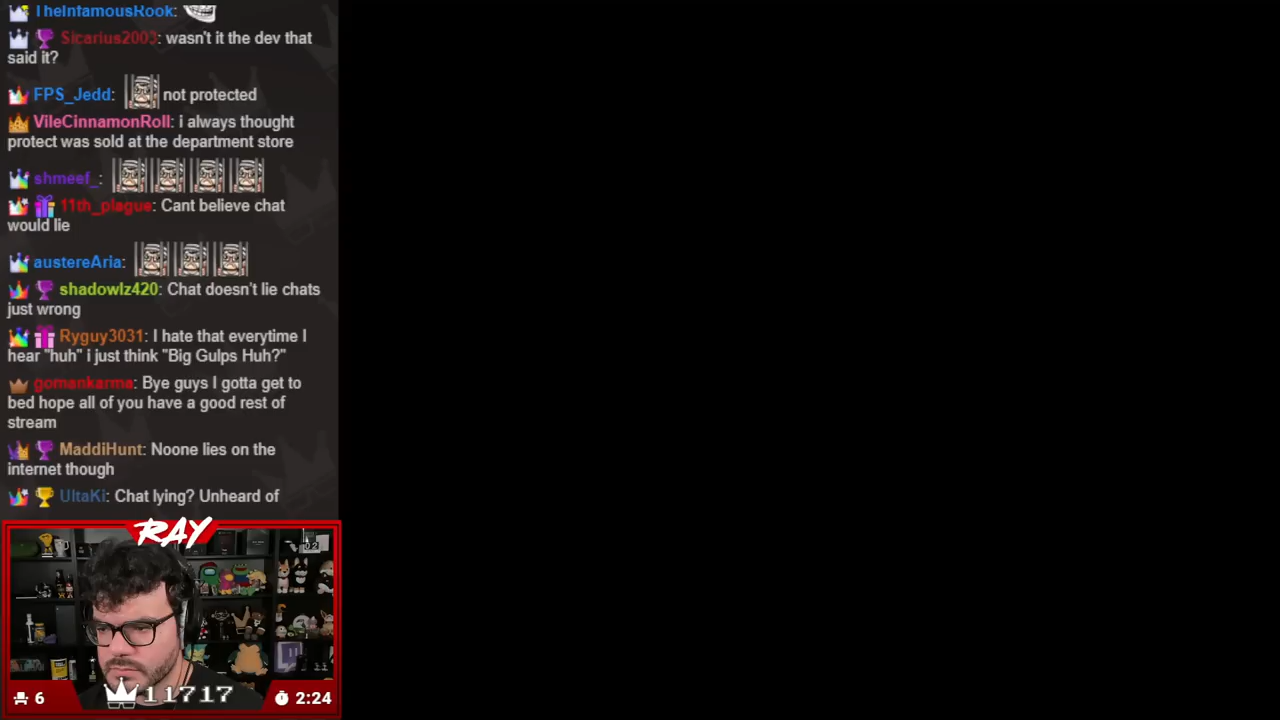 TheInfamousRook:
Sicarius2003: wasn't it the dev that
said it?
FPS_Jedd: not protected
VileCinnamonRoll: i always thought
protect was sold at the department store
shmeef_:
11th_plague: Cant believe chat
would lie
austereAria:
shadowlz420: Chat doesn't lie chats
just wrong
Ryguy3031: I hate that everytime I
hear "huh" i just think "Big Gulps Huh?"
gomankarma: Bye guys I gotta get to
bed hope all of you have a good rest of
stream
MaddiHunt: Noone lies on the
internet though
UltaKi: Chat lying? Unheard of
RAY
6 11717 2:24